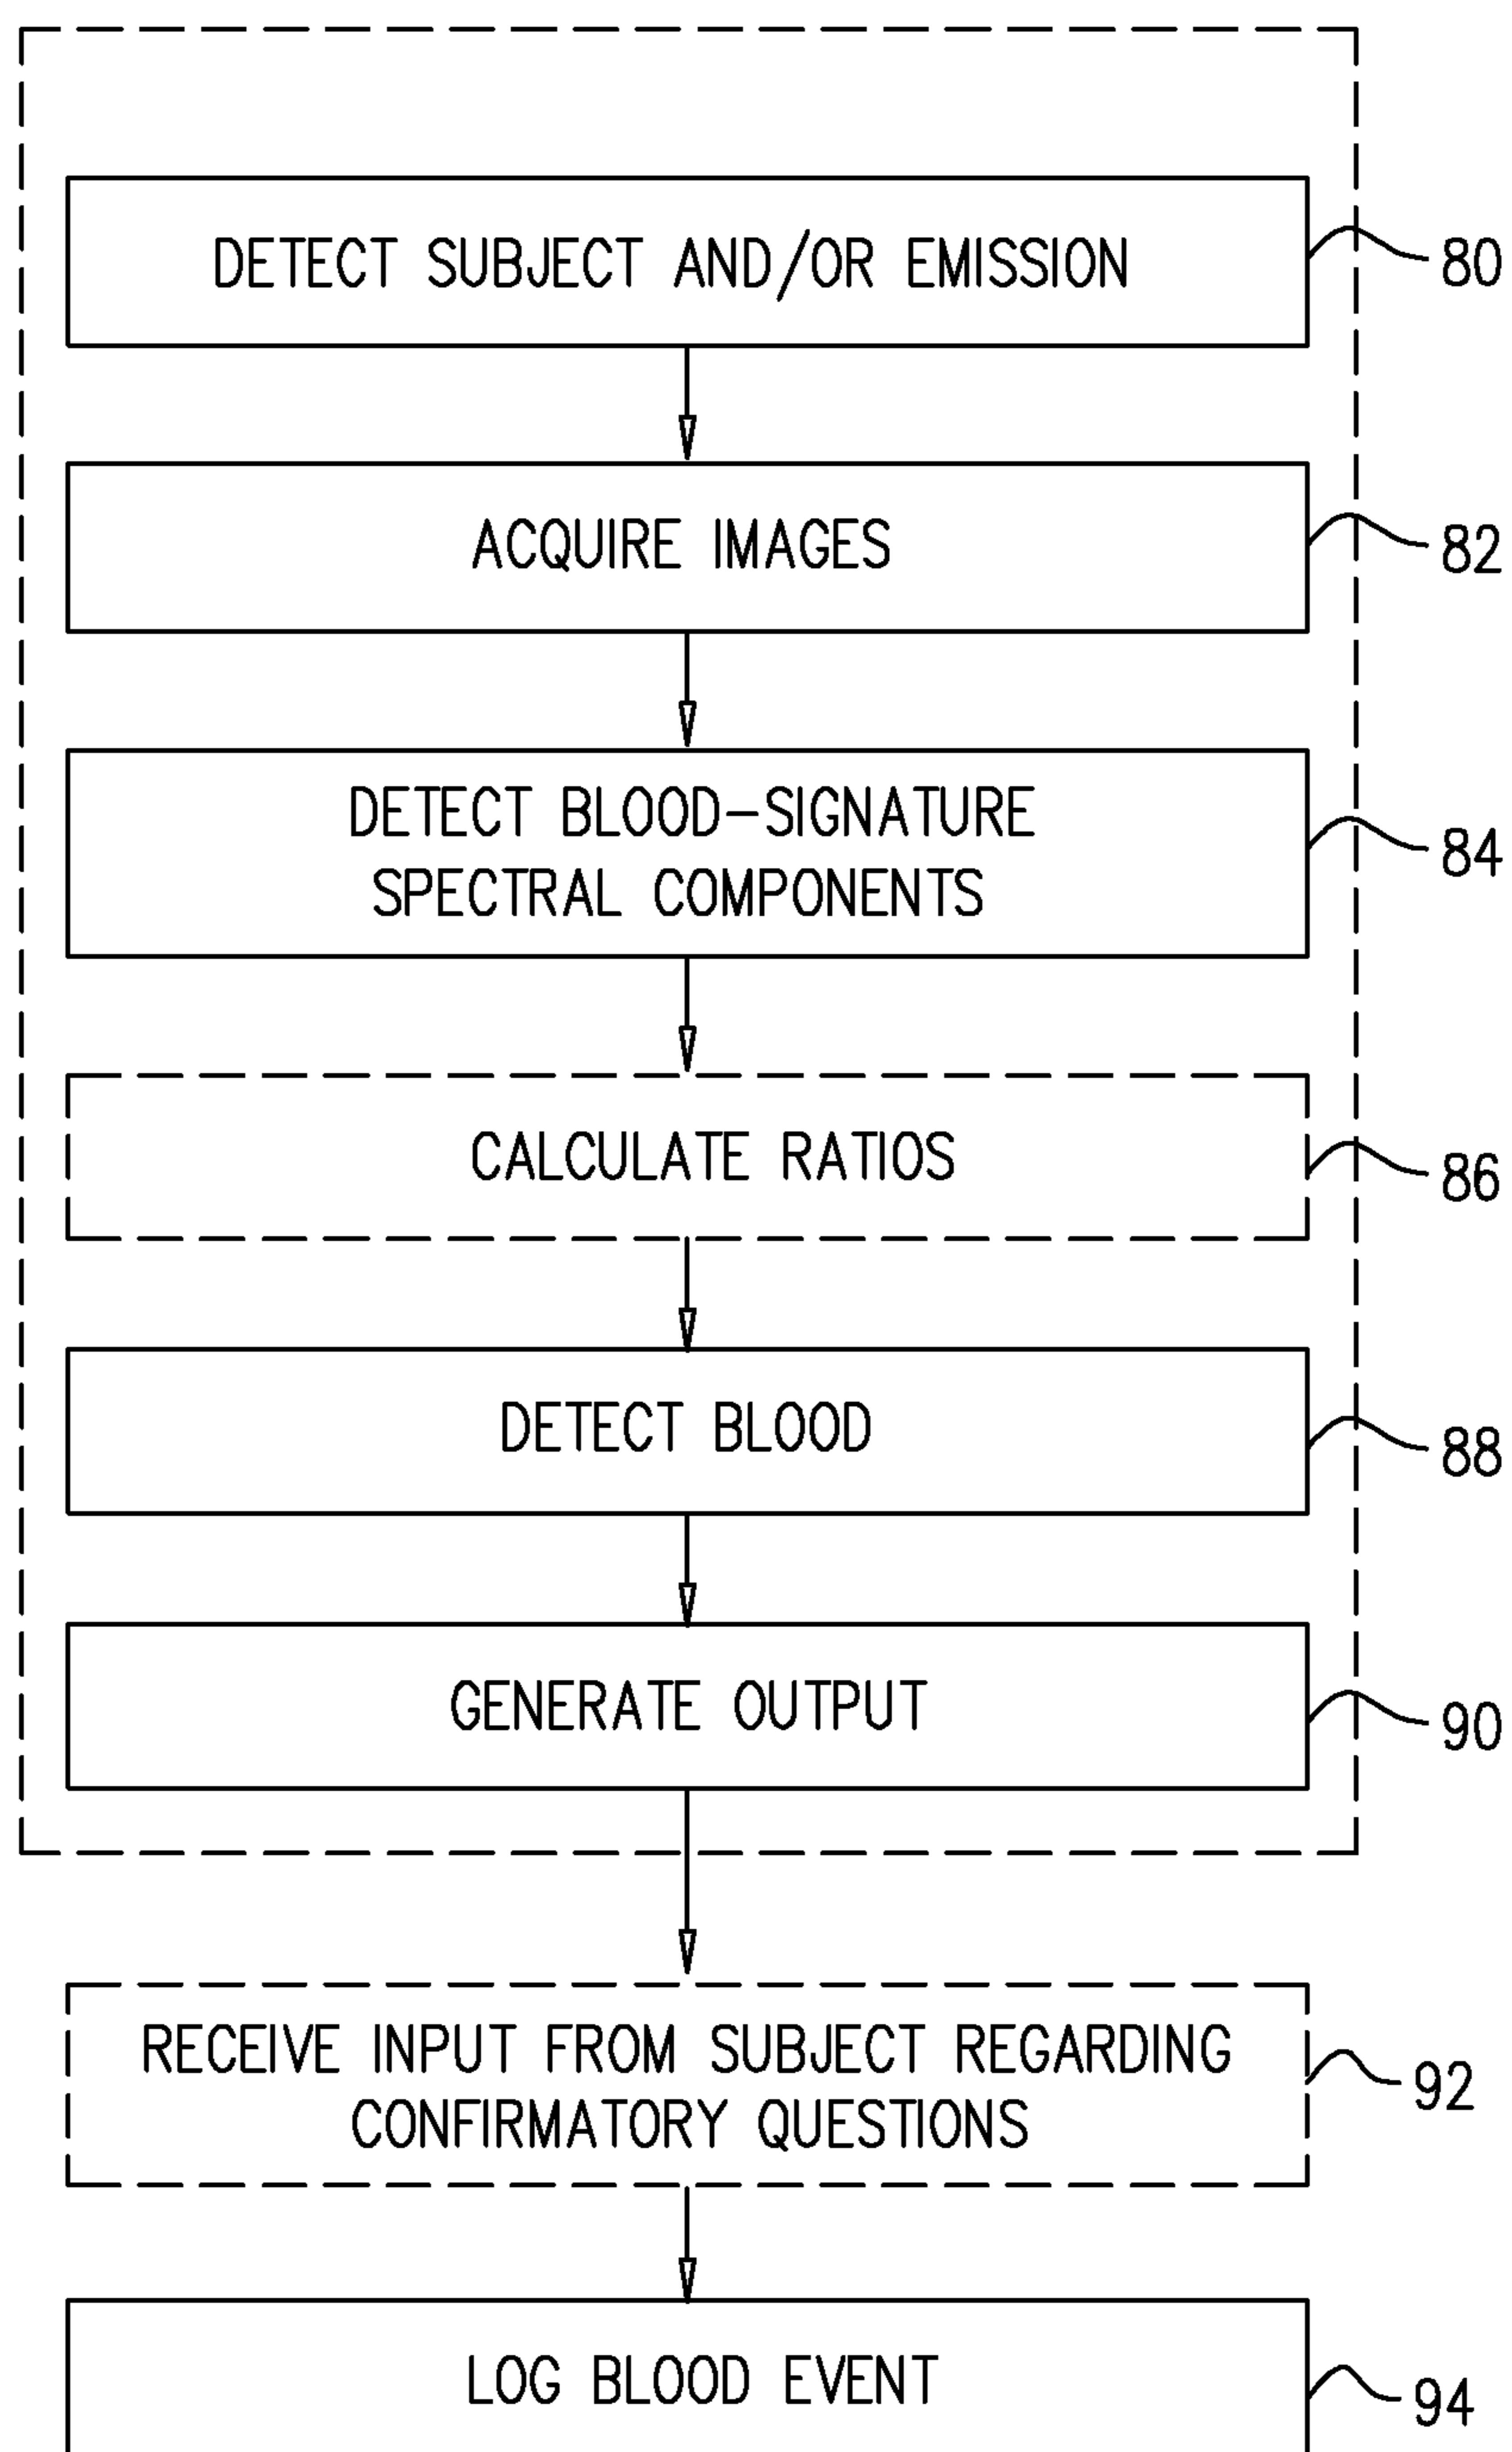 DETECT SUBJECT AND/OR EMISSION
80
ACQUIRE IMAGES
82
DETECT BLOOD-SIGNATURE
SPECTRAL COMPONENTS
84
CALCULATE RATIOS
86
DETECT BLOOD
88
GENERATE OUTPUT
90
RECEIVE INPUT FROM SUBJECT REGARDING
CONFIRMATORY QUESTIONS
92
LOG BLOOD EVENT
94